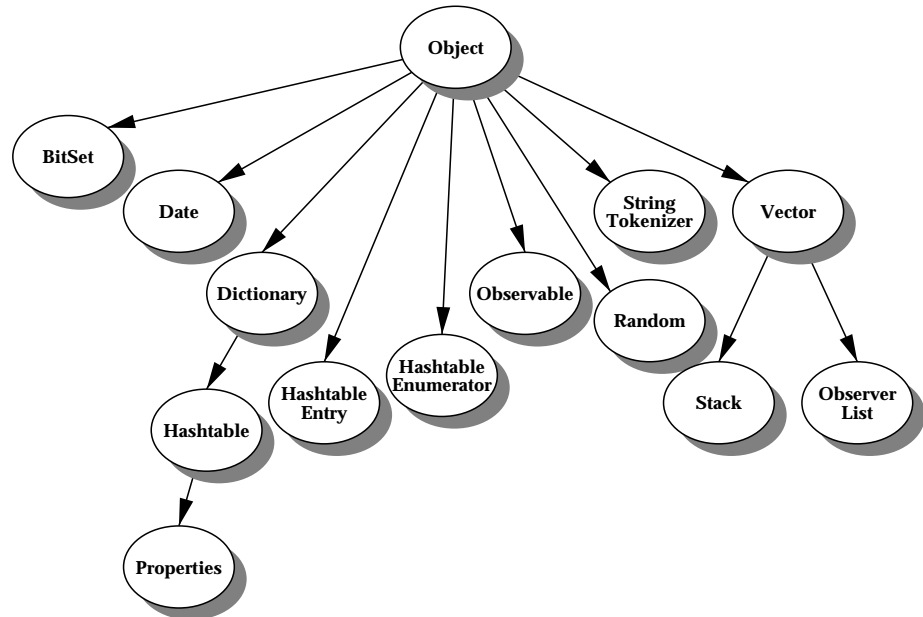 Object
BitSet
Date
String
Tokenizer
Vector
Dictionary
Observable
Random
Hashtable
Enumerator
Hashtable
Entry
Stack
Observer
List
Hashtable
Properties